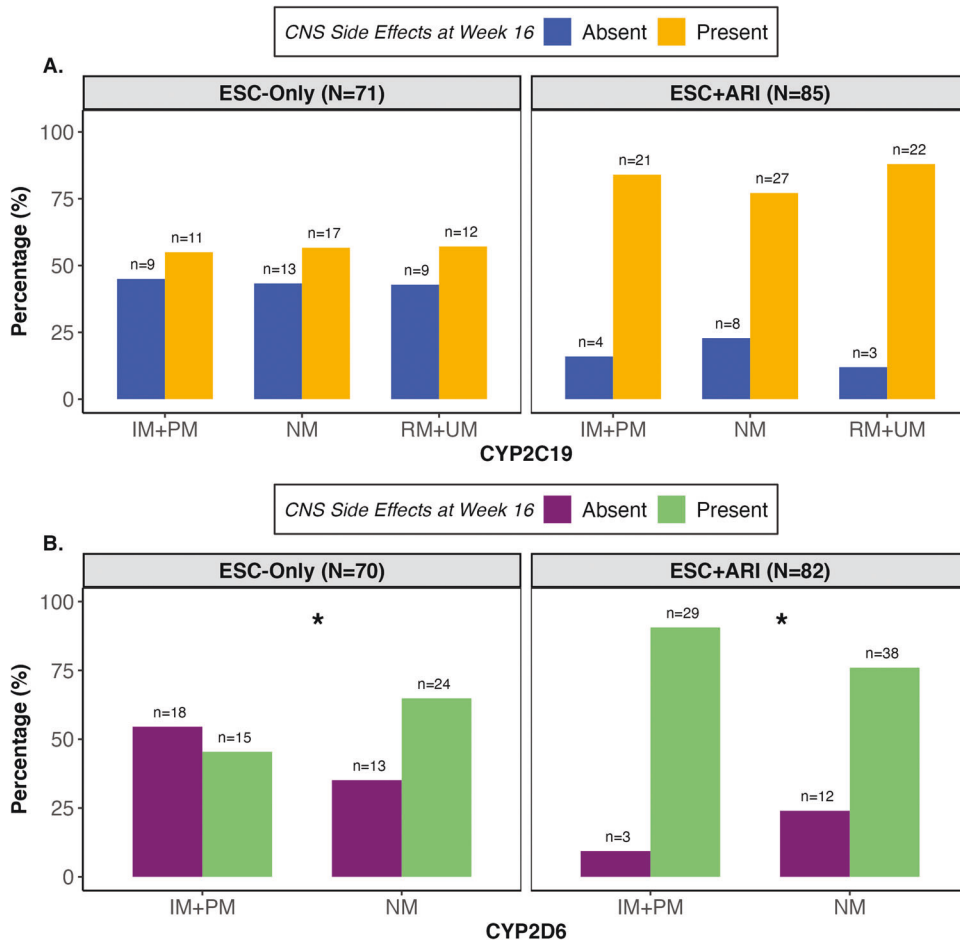 CNS Side Effects at Week 16 Absent Present
A.
ESC-Only (N=71) ESC+ARI (N=85)
Percentage (%)
100
75
50
25
0
n=9 n=11 n=13 n=17 n=9 n=12
n=4 n=21 n=8 n=27 n=3 n=22
IM+PM NM RM+UM IM+PM NM RM+UM
CYP2C19
CNS Side Effects at Week 16 Absent Present
B.
ESC-Only (N=70) ESC+ARI (N=82)
Percentage (%)
100
75
50
25
0
* *
n=18 n=15 n=13 n=24
n=3 n=29 n=12 n=38
IM+PM NM IM+PM NM
CYP2D6